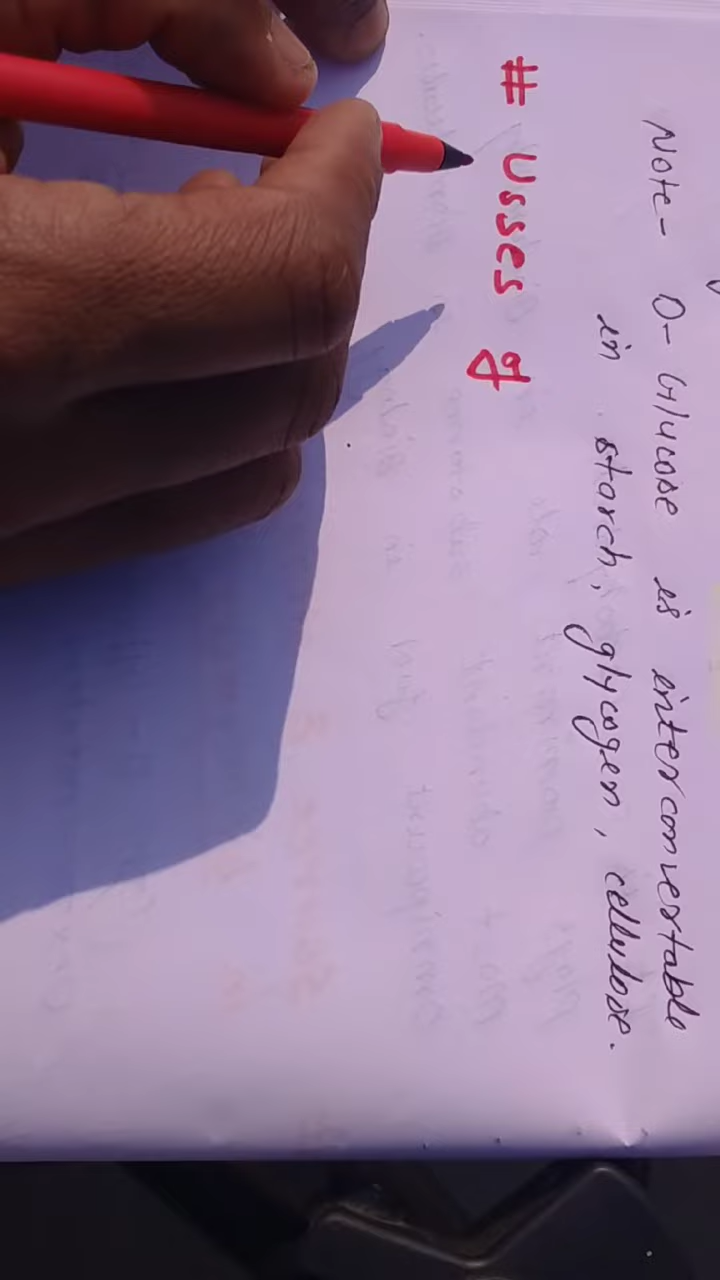 Note- D- Glucose is interconvertable
in starch, glycogen, cellulose.
# Usses of